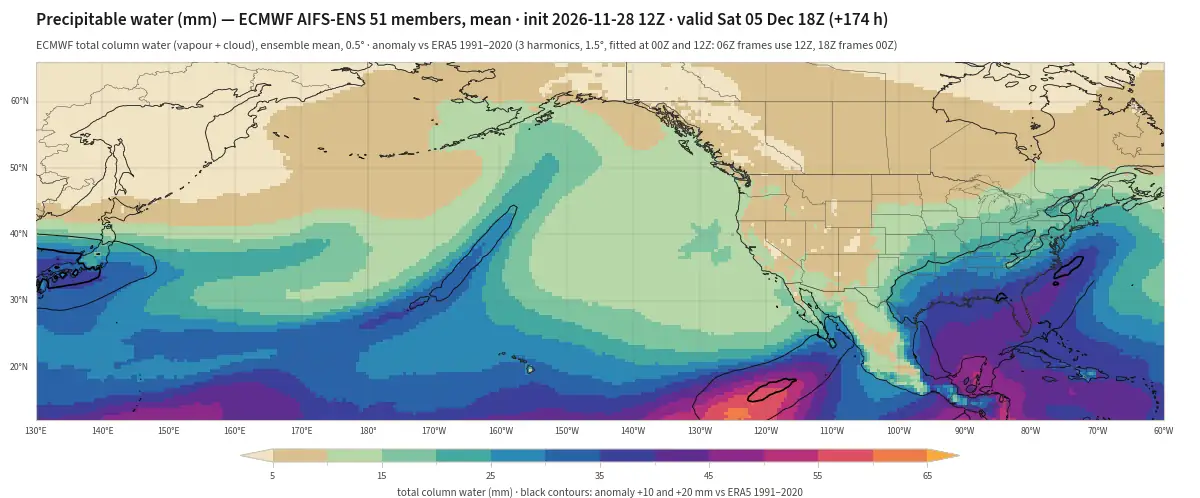 Precipitable water (mm) — ECMWF AIFS-ENS 51 members, mean · init 2026-11-28 12Z · valid Sat 05 Dec 18Z (+174 h)
ECMWF total column water (vapour + cloud), ensemble mean, 0.5° · anomaly vs ERA5 1991–2020 (3 harmonics, 1.5°, fitted at 00Z and 12Z: 06Z frames use 12Z, 18Z frames 00Z)
60°N
50°N
40°N
30°N
20°N
130°E 140°E 150°E 160°E 170°E 180° 170°W 160°W 150°W 140°W 130°W 120°W 110°W 100°W 90°W 80°W 70°W 60°W
5 15 25 35 45 55 65
total column water (mm) · black contours: anomaly +10 and +20 mm vs ERA5 1991–2020